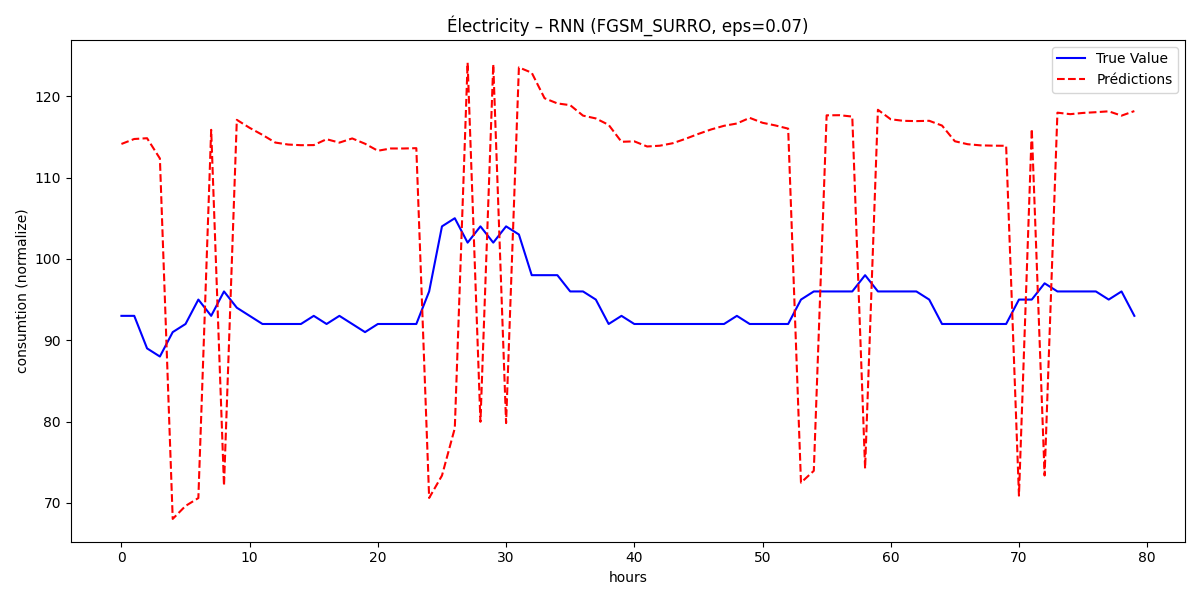 Électricity – RNN (FGSM_SURRO, eps=0.07)
True Value
Prédictions
consumtion (normalize)
120
110
100
90
80
70
0 10 20 30 40 50 60 70 80
hours